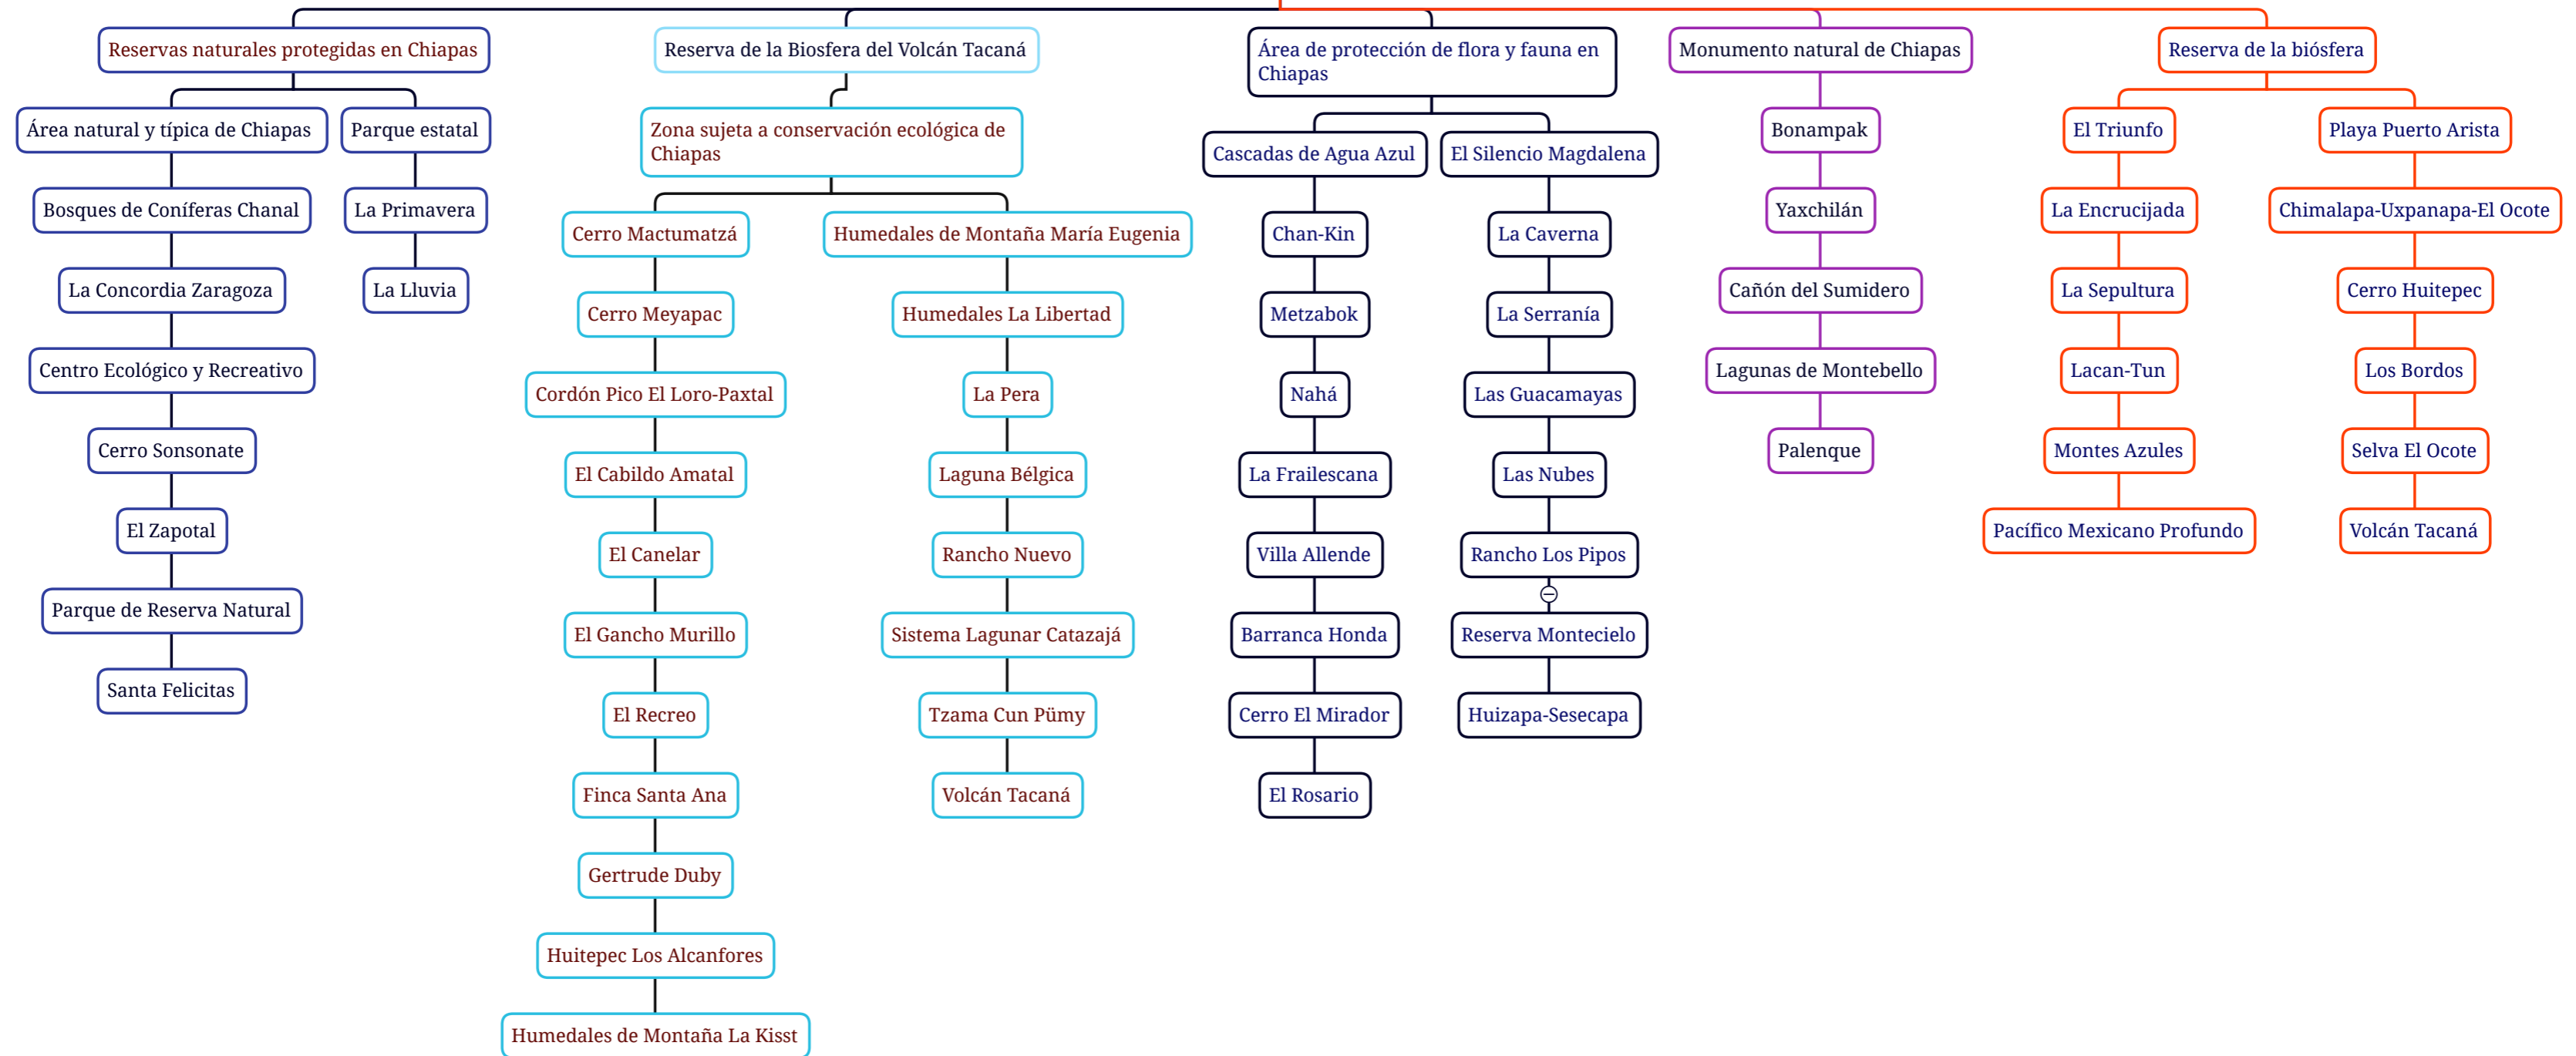 Reservas naturales protegidas en Chiapas
Área natural y típica de Chiapas
Bosques de Coníferas Chanal
La Concordia Zaragoza
Centro Ecológico y Recreativo
Cerro Sonsonate
El Zapotal
Parque de Reserva Natural
Santa Felicitas
Parque estatal
La Primavera
La Lluvia
Reserva de la Biosfera del Volcán Tacaná
Zona sujeta a conservación ecológica de
Chiapas
Cerro Mactumatzá
Cerro Meyapac
Cordón Pico El Loro-Paxtal
El Cabildo Amatal
El Canelar
El Gancho Murillo
El Recreo
Finca Santa Ana
Gertrude Duby
Huitepec Los Alcanfores
Humedales de Montaña La Kisst
Humedales de Montaña María Eugenia
Humedales La Libertad
La Pera
Laguna Bélgica
Rancho Nuevo
Sistema Lagunar Catazajá
Tzama Cun Pümy
Volcán Tacaná
Área de protección de flora y fauna en
Chiapas
Cascadas de Agua Azul
Chan-Kin
Metzabok
Nahá
La Frailescana
Villa Allende
Barranca Honda
Cerro El Mirador
El Rosario
El Silencio Magdalena
La Caverna
La Serranía
Las Guacamayas
Las Nubes
Rancho Los Pipos
Reserva Montecielo
Huizapa-Sesecapa
Monumento natural de Chiapas
Bonampak
Yaxchilán
Cañón del Sumidero
Lagunas de Montebello
Palenque
Reserva de la biósfera
El Triunfo
La Encrucijada
La Sepultura
Lacan-Tun
Montes Azules
Pacífico Mexicano Profundo
Playa Puerto Arista
Chimalapa-Uxpanapa-El Ocote
Cerro Huitepec
Los Bordos
Selva El Ocote
Volcán Tacaná